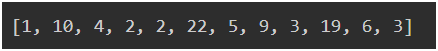 [1, 10, 4, 2, 2, 22, 5, 9, 3, 19, 6, 3]